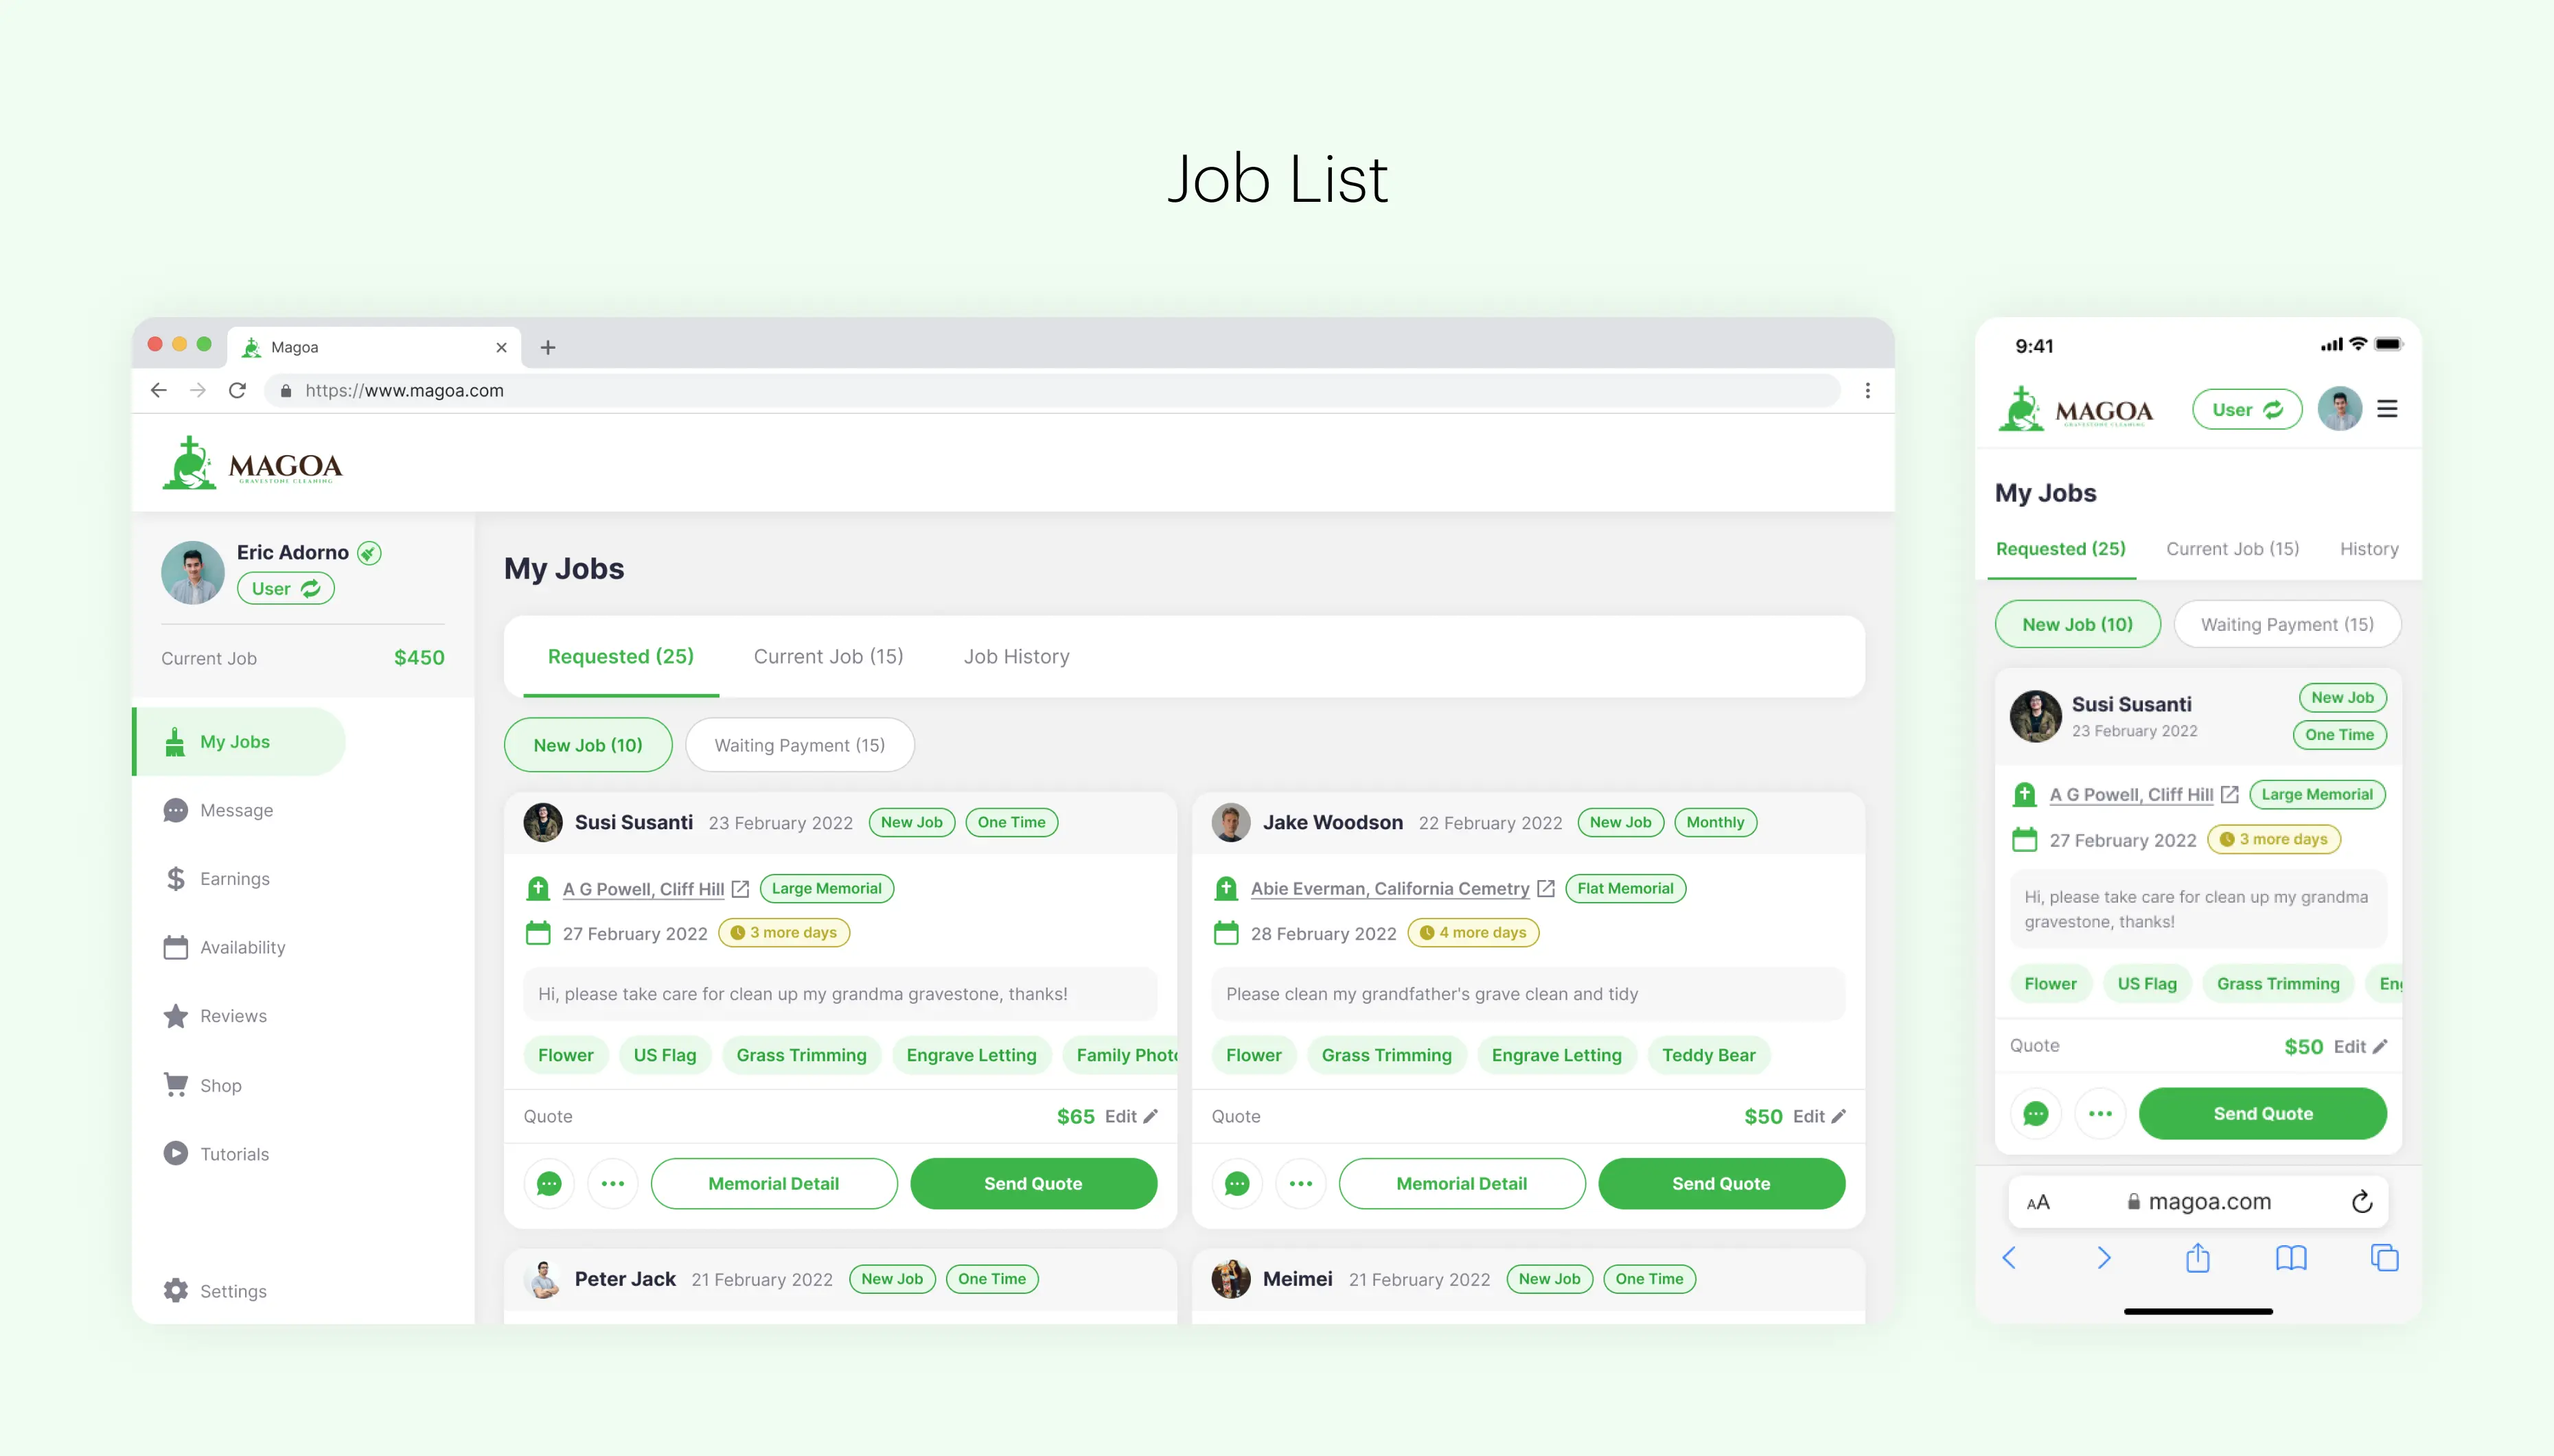 Job List
Magoa
https://www.magoa.com
MAGOA
GRAVESTONE CLEANING
Eric Adorno
User
Current Job $450
My Jobs
Message
Earnings
Availability
Reviews
Shop
Tutorials
Settings
My Jobs
Requested (25) Current Job (15) Job History
New Job (10) Waiting Payment (15)
Susi Susanti 23 February 2022 New Job One Time
A G Powell, Cliff Hill Large Memorial
27 February 2022 3 more days
Hi, please take care for clean up my grandma gravestone, thanks!
Flower US Flag Grass Trimming Engrave Letting Family Photo
Quote $65 Edit
Memorial Detail Send Quote
Jake Woodson 22 February 2022 New Job Monthly
Abie Everman, California Cemetry Flat Memorial
28 February 2022 4 more days
Please clean my grandfather's grave clean and tidy
Flower Grass Trimming Engrave Letting Teddy Bear
Quote $50 Edit
Memorial Detail Send Quote
Peter Jack 21 February 2022 New Job One Time
Meimei 21 February 2022 New Job One Time
9:41
MAGOA
GRAVESTONE CLEANING
User
My Jobs
Requested (25) Current Job (15) History
New Job (10) Waiting Payment (15)
Susi Susanti New Job
23 February 2022 One Time
A G Powell, Cliff Hill Large Memorial
27 February 2022 3 more days
Hi, please take care for clean up my grandma
gravestone, thanks!
Flower US Flag Grass Trimming Eng
Quote $50 Edit
Send Quote
AA magoa.com